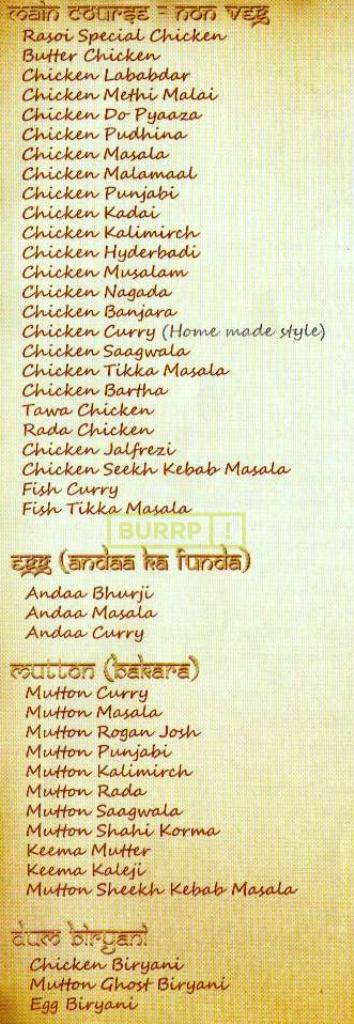 main course - non veg
Rasoi Special Chicken
Butter Chicken
Chicken Lababdar
Chicken Methi Malai
Chicken Do Pyaaza
Chicken Pudhina
Chicken Masala
Chicken Malamaal
Chicken Punjabi
Chicken Kadai
Chicken Kalimirch
Chicken Hyderbadi
Chicken Musalam
Chicken Nagada
Chicken Banjara
Chicken Curry (Home made style)
Chicken Saagwala
Chicken Tikka Masala
Chicken Bartha
Tawa Chicken
Rada Chicken
Chicken Jalfrezi
Chicken Seekh Kebab Masala
Fish Curry
Fish Tikka Masala
BURRP!
egg (andaa ka funda)
Andaa Bhurji
Andaa Masala
Andaa Curry
mutton (bakara)
Mutton Curry
Mutton Masala
Mutton Rogan Josh
Mutton Punjabi
Mutton Kalimirch
Mutton Rada
Mutton Saagwala
Mutton Shahi Korma
Keema Mutter
Keema Kaleji
Mutton Sheekh Kebab Masala
dum biryani
Chicken Biryani
Mutton Ghost Biryani
Egg Biryani